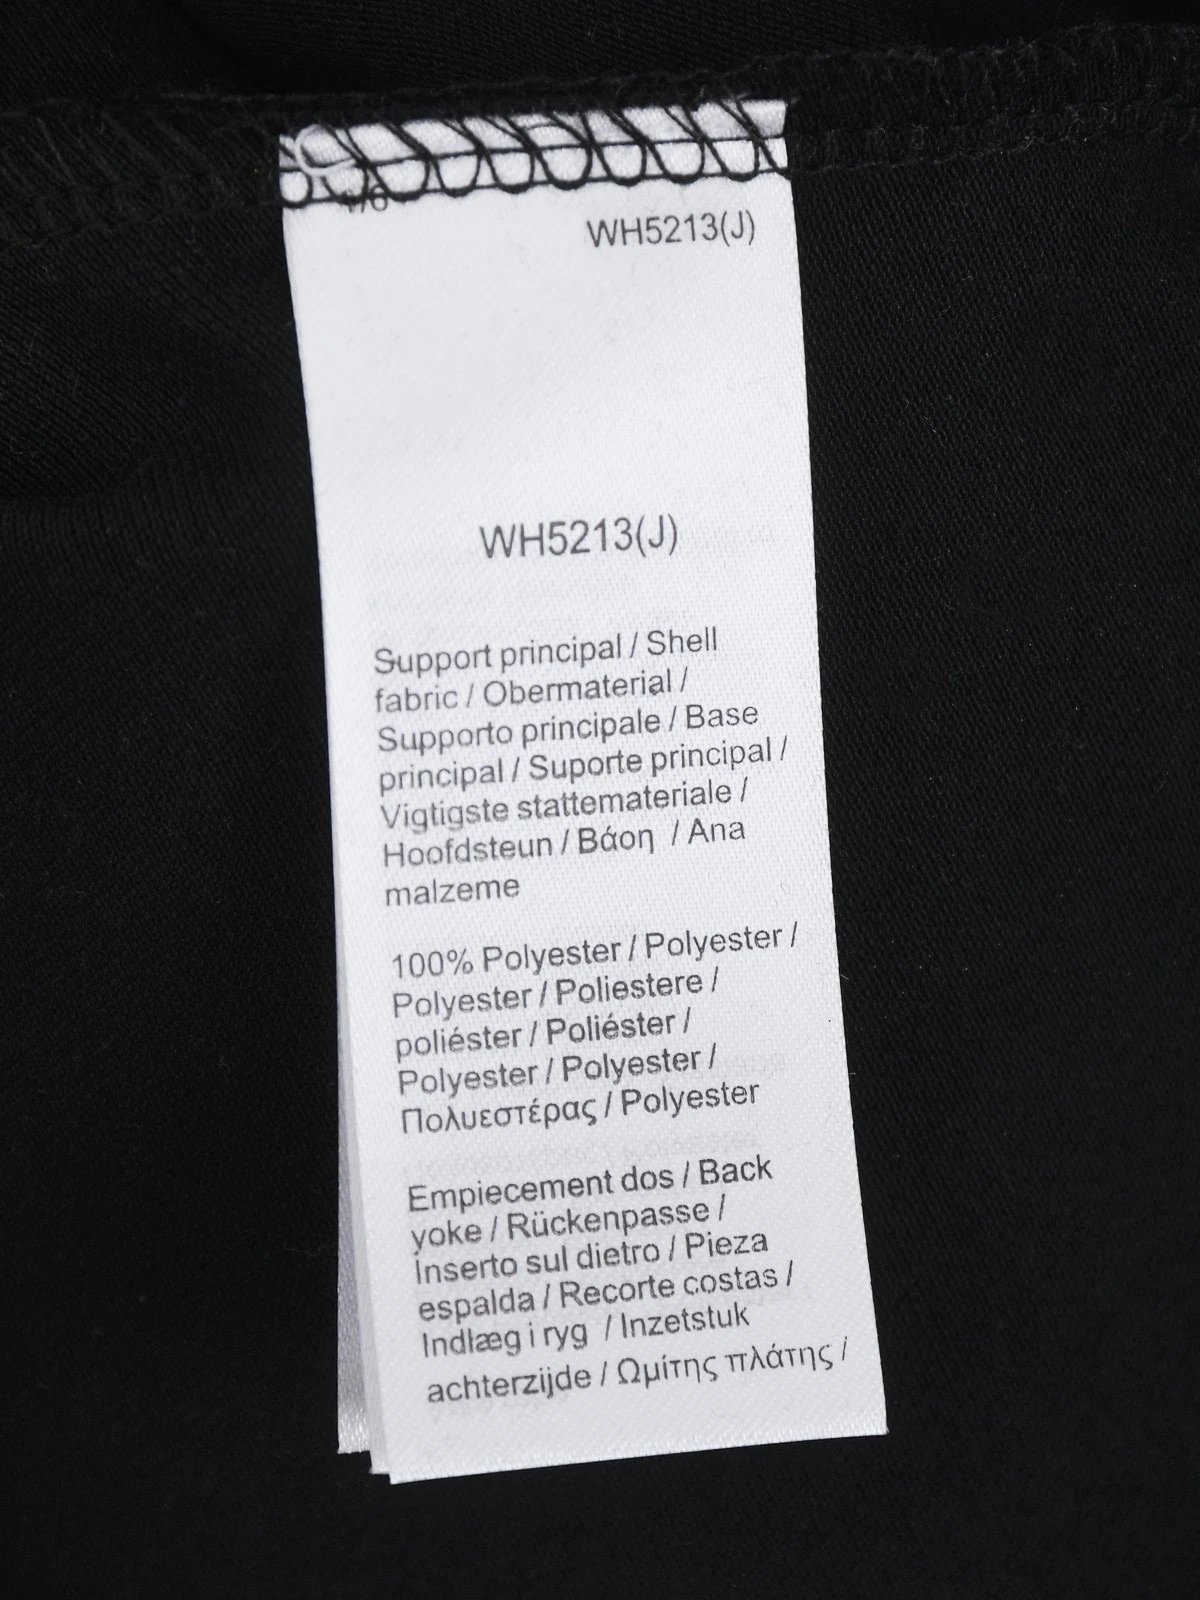 WH5213(J)
WH5213(J)
Support principal / Shell
fabric / Obermaterial /
Supporto principale / Base
principal / Suporte principal /
Vigtigste stattemateriale /
Hoofdsteun / Βάοη / Ana
malzeme
100% Polyester / Polyester /
Polyester / Poliestere /
poliéster / Poliéster /
Polyester / Polyester /
Πολυεστέρας / Polyester
Empiecement dos / Back
yoke / Rückenpasse /
Inserto sul dietro / Pieza
espalda / Recorte costas /
Indlæg i ryg / Inzetstuk
achterzijde / Ωμίτης πλάτης /